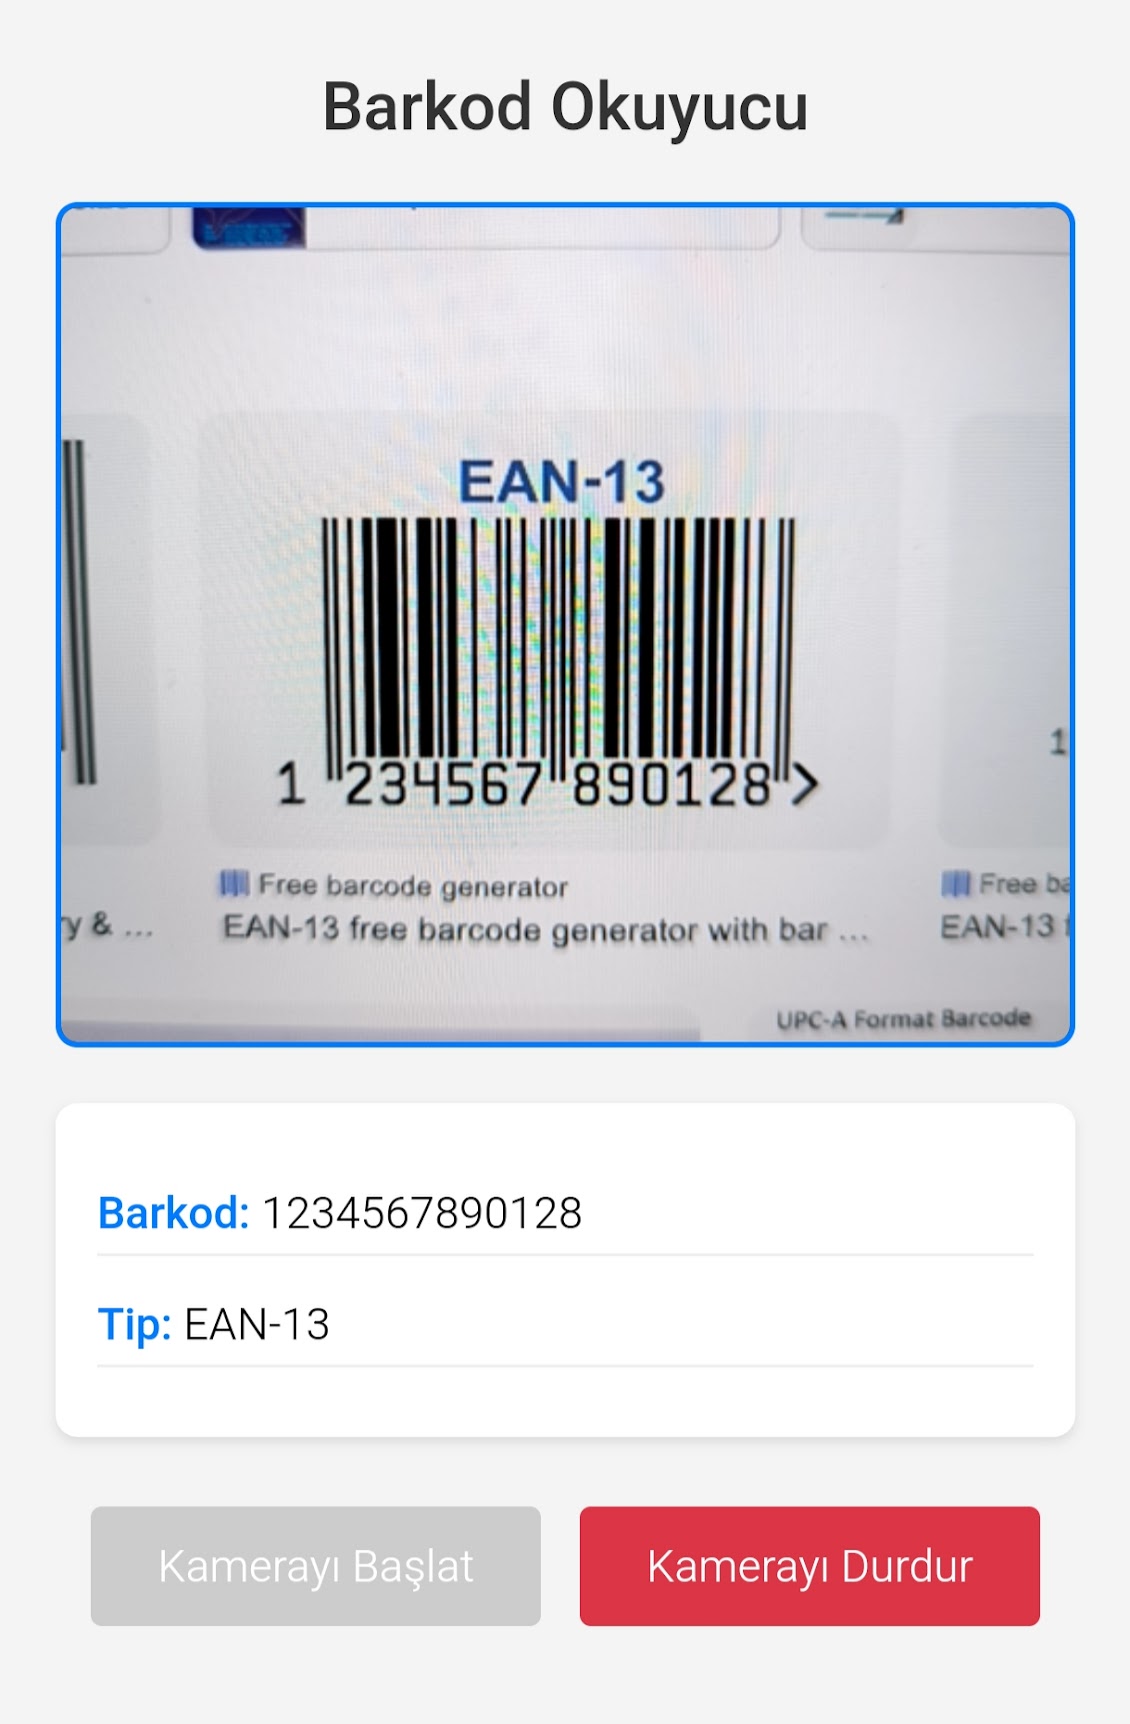 Barkod Okuyucu
EAN-13
1 234567 890128 >
1
Free barcode generator
Free ba
y & ...
EAN-13 free barcode generator with bar ...
EAN-13
UPC-A Format Barcode
Barkod: 1234567890128
Tip: EAN-13
Kamerayı Başlat
Kamerayı Durdur